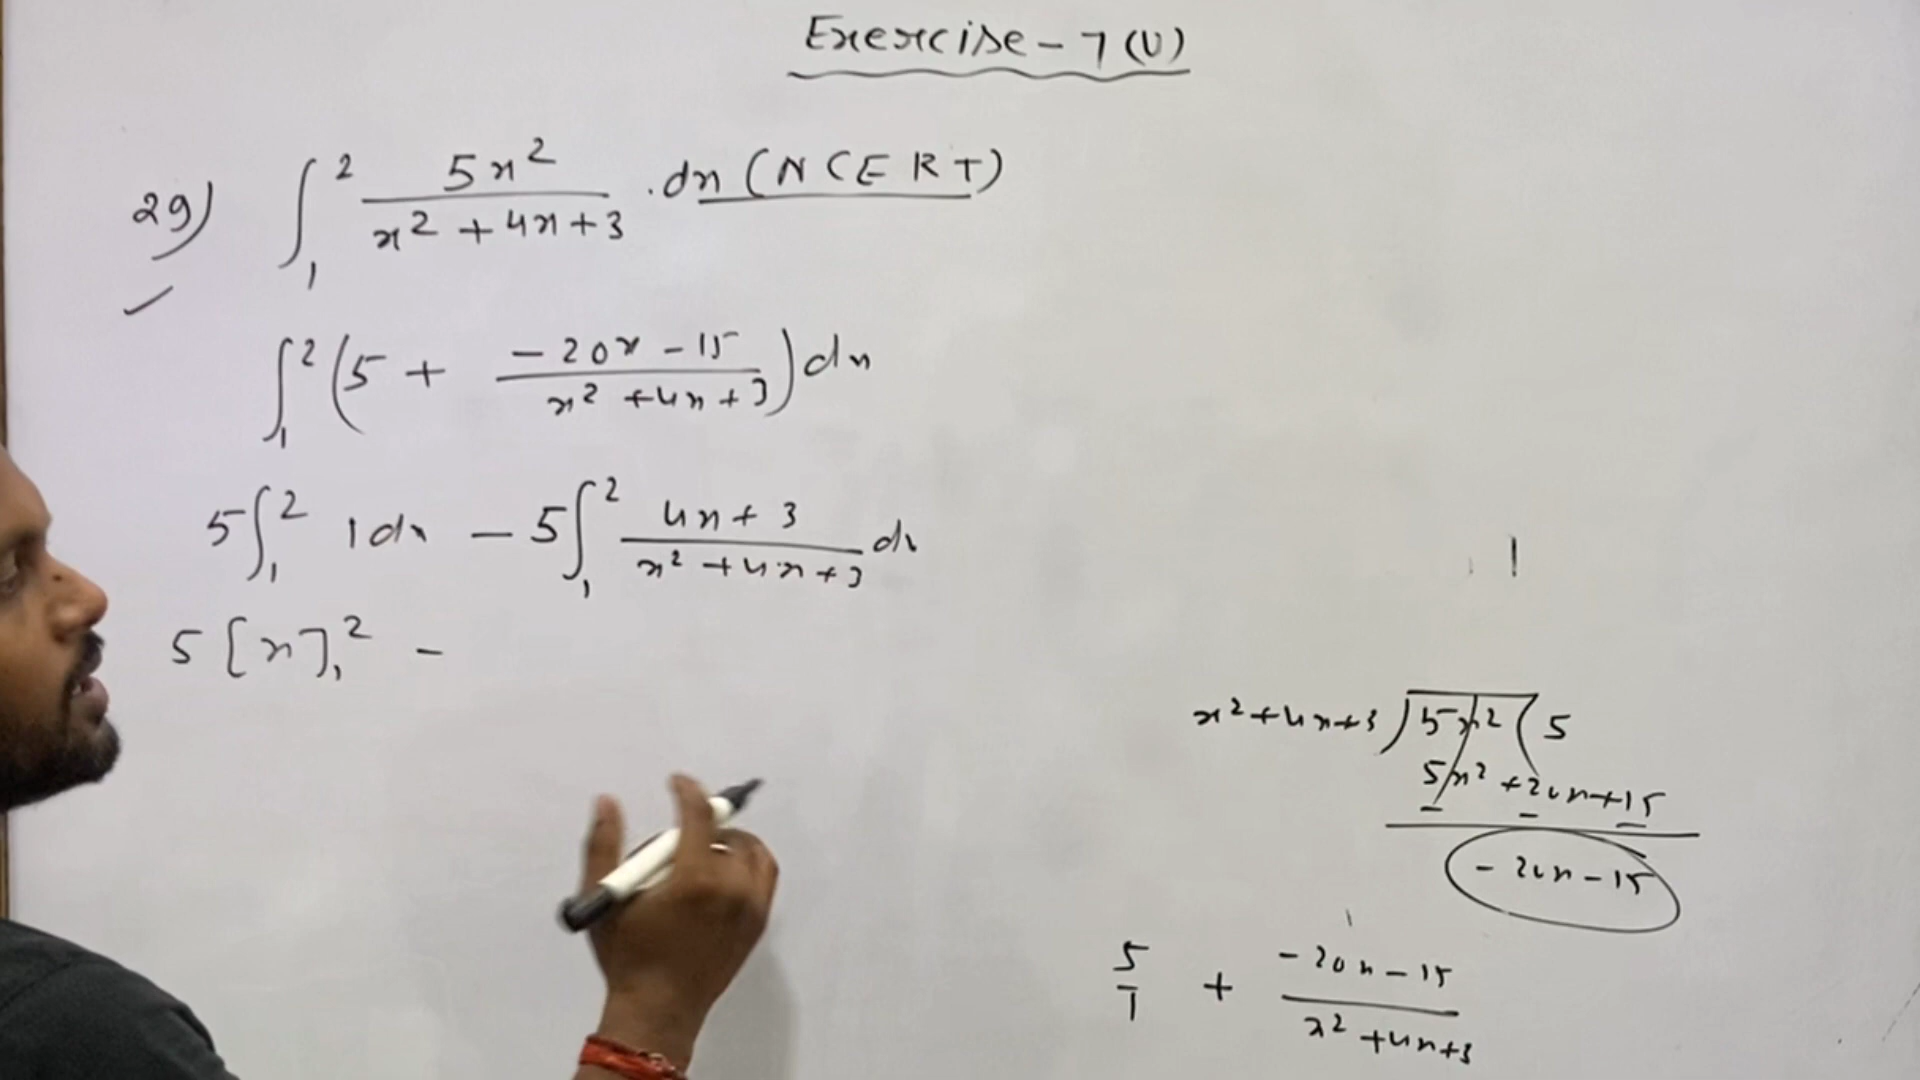 Exercise - 7(U)
29) ∫₁² 5x² / (x² + 4x + 3) .dx (NCERT)
∫₁² (5 + (-20x - 15) / (x² + 4x + 3)) dx
5∫₁² 1dx - 5∫₁² (4x + 3) / (x² + 4x + 3) dx
5[x]₁² -
x² + 4x + 3 ) 5x² ( 5
5x² + 20x + 15
- - -
- 20x - 15
5/1 + (-20x - 15) / (x² + 4x + 3)